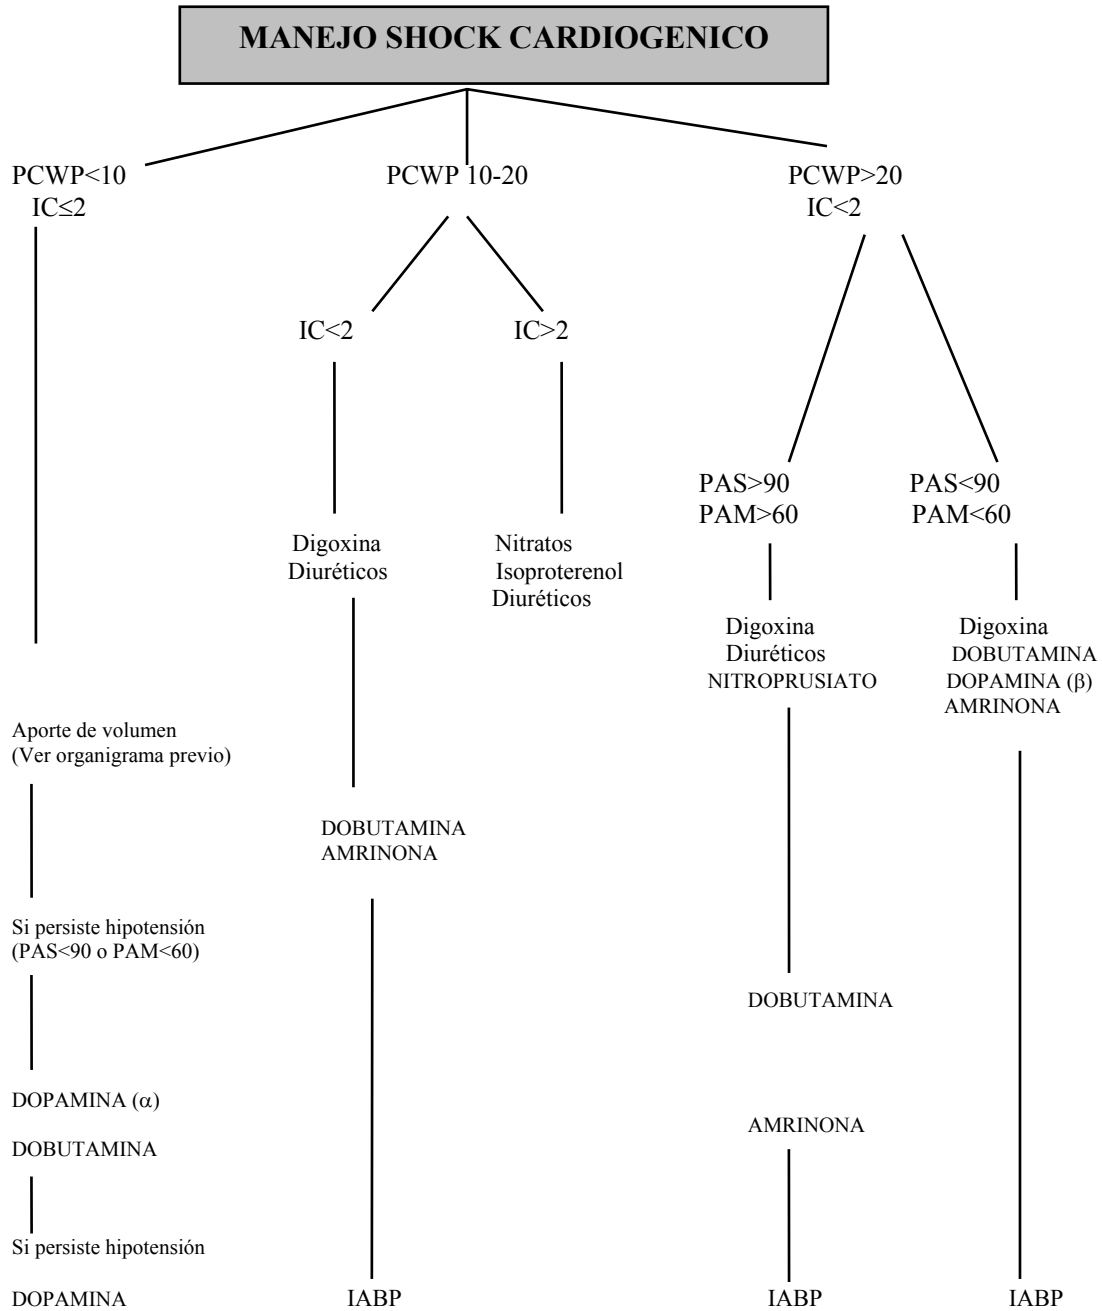 MANEJO SHOCK CARDIOGENICO
PCWP<10
IC≤2
PCWP 10-20
PCWP>20
IC<2
IC<2
IC>2
PAS>90
PAM>60
PAS<90
PAM<60
Digoxina
Diuréticos
Nitratos
Isoproterenol
Diuréticos
Digoxina
Diuréticos
NITROPRUSIATO
Digoxina
DOBUTAMINA
DOPAMINA (β)
AMRINONA
Aporte de volumen
(Ver organigrama previo)
DOBUTAMINA
AMRINONA
Si persiste hipotensión
(PAS<90 o PAM<60)
DOBUTAMINA
DOPAMINA (α)
AMRINONA
DOBUTAMINA
Si persiste hipotensión
DOPAMINA
IABP
IABP
IABP